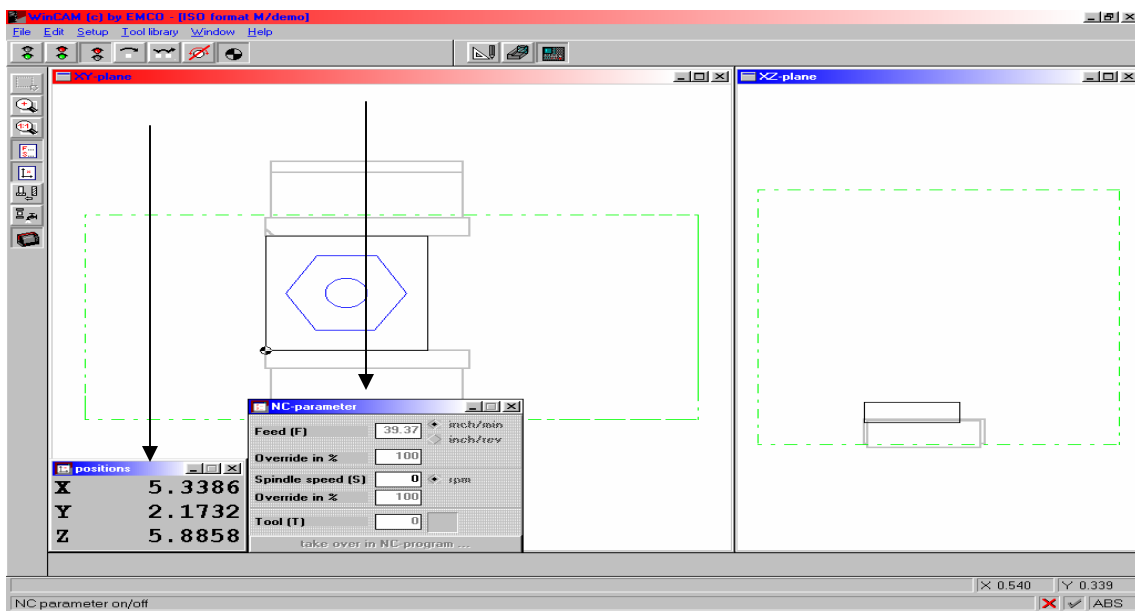 WinCAM (c) by EMCO - [ISO format M/demo]
File Edit Setup Tool library Window Help
XY-plane
XZ-plane
1:1
F...
S...
NC-parameter
Feed (F) 39.37 inch/min
inch/rev
Override in % 100
Spindle speed (S) 0 rpm
Override in % 100
Tool (T) 0
take over in NC-program ...
positions
X 5.3386
Y 2.1732
Z 5.8858
X 0.540 Y 0.339
NC parameter on/off ABS